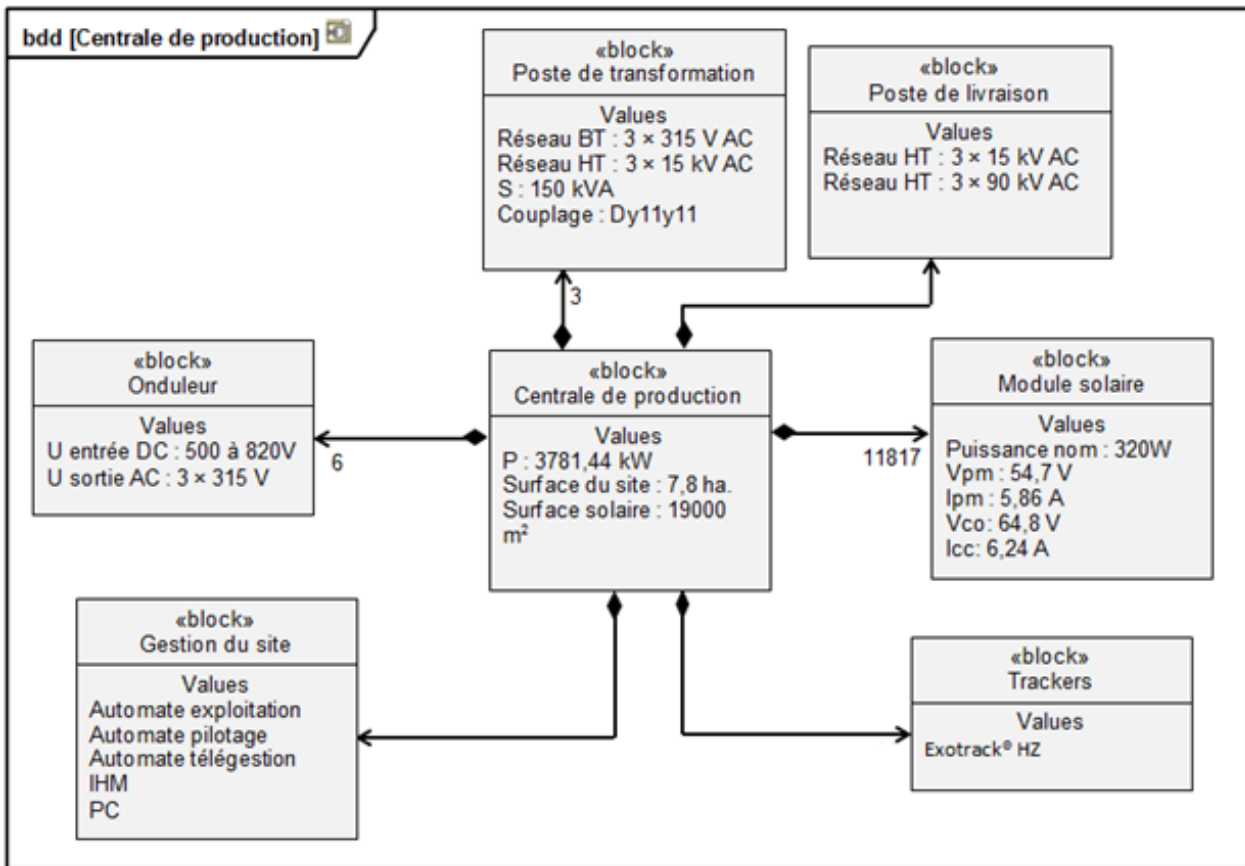 bdd [Centrale de production]
«block»
Poste de transformation
Values
Réseau BT : 3 × 315 V AC
Réseau HT : 3 × 15 kV AC
S : 150 kVA
Couplage : Dy11y11
«block»
Poste de livraison
Values
Réseau HT : 3 × 15 kV AC
Réseau HT : 3 × 90 kV AC
3
«block»
Onduleur
Values
U entrée DC : 500 à 820V
U sortie AC : 3 × 315 V
6
«block»
Centrale de production
Values
P : 3781,44 kW
Surface du site : 7,8 ha.
Surface solaire : 19000
m²
11817
«block»
Module solaire
Values
Puissance nom : 320W
Vpm : 54,7 V
Ipm : 5,86 A
Vco: 64,8 V
Icc: 6,24 A
«block»
Gestion du site
Values
Automate exploitation
Automate pilotage
Automate télégestion
IHM
PC
«block»
Trackers
Values
Exotrack® HZ